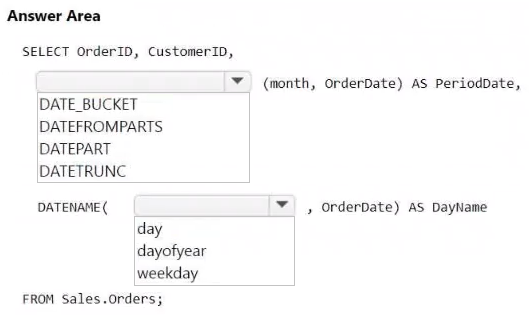 Answer Area
SELECT OrderID, CustomerID,
(month, OrderDate) AS PeriodDate,
DATE_BUCKET
DATEFROMPARTS
DATEPART
DATETRUNC
DATENAME( , OrderDate) AS DayName
day
dayofyear
weekday
FROM Sales.Orders;